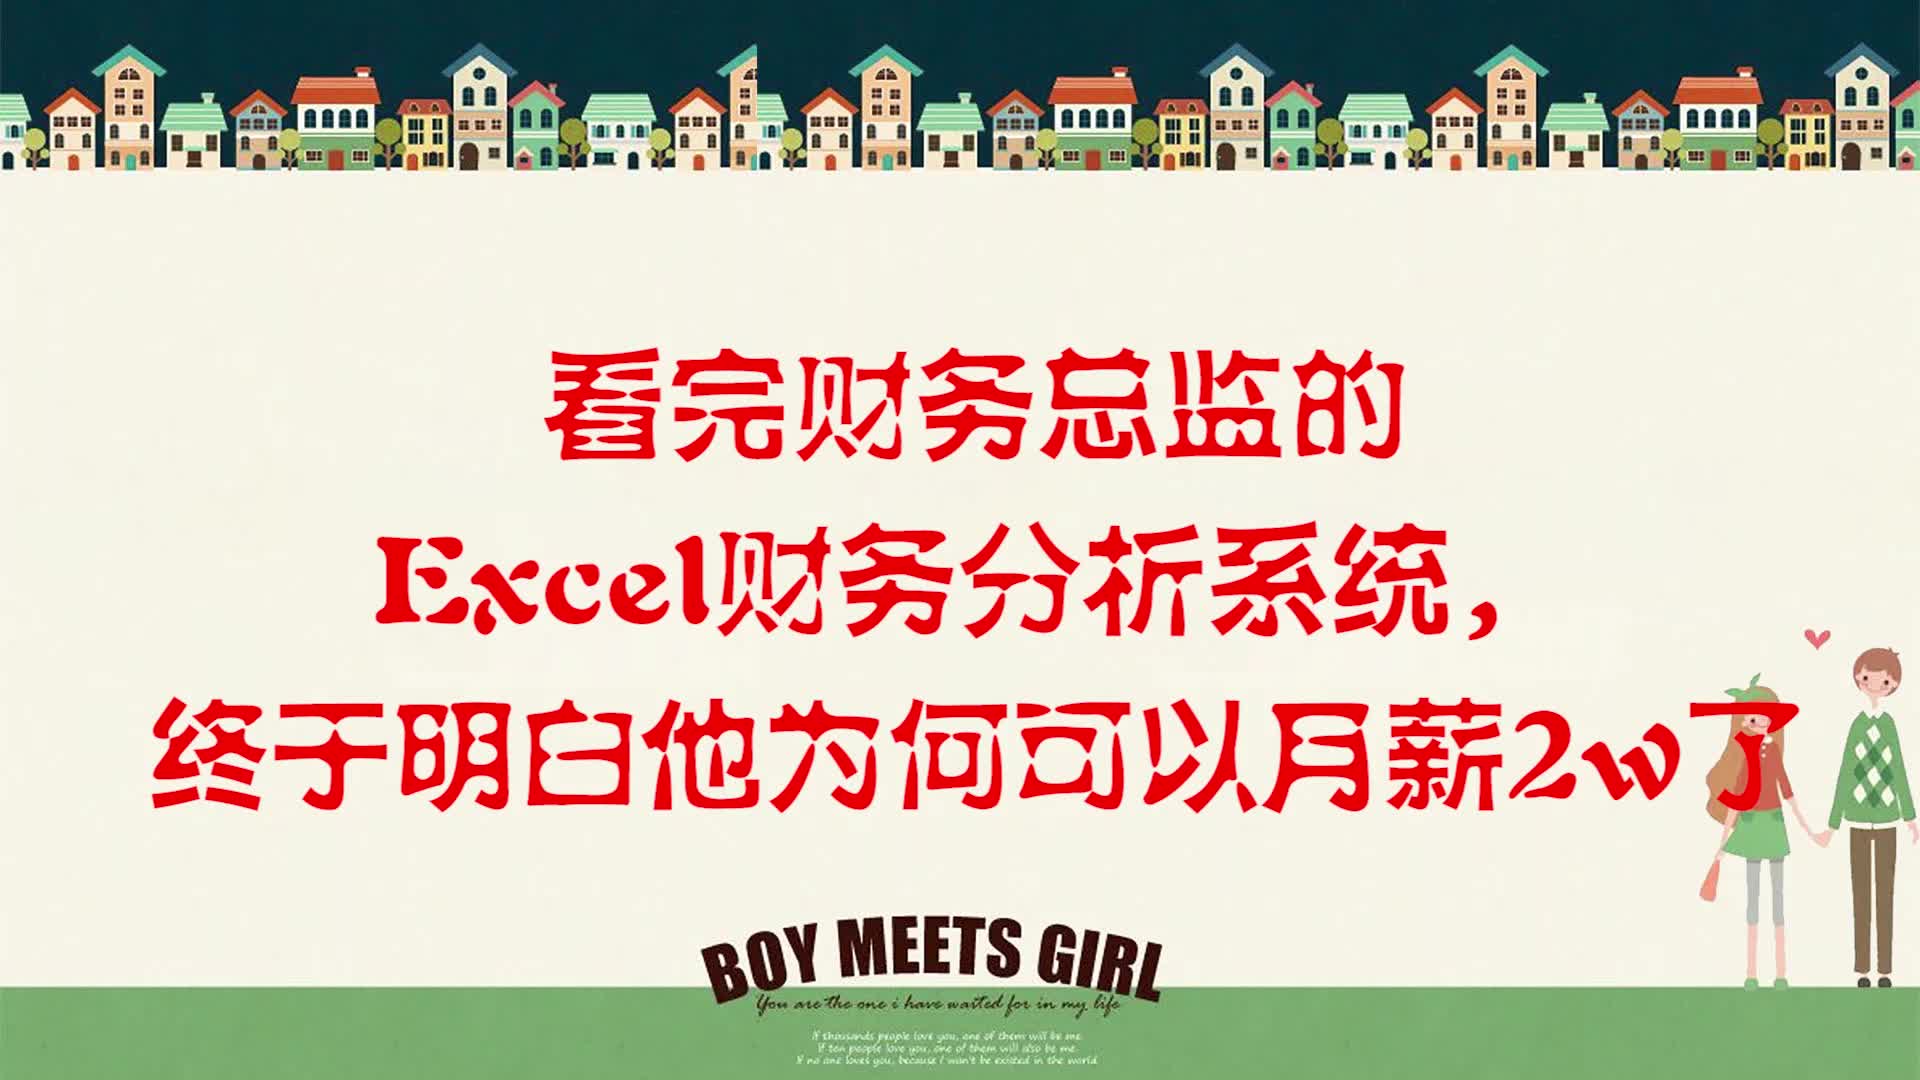 看完财务总监的
Excel财务分析系统，
终于明白他为何可以月薪2w了
BOY MEETS GIRL
You are the one i have waited for in my life
If thousands people love you, one of them will be me.
If ten people love you, one of them will also be me.
If no one loves you, because I wan't be existed in the world